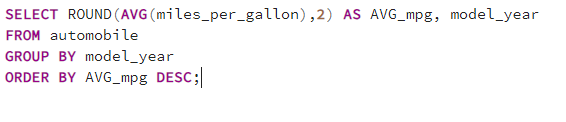 SELECT ROUND(AVG(miles_per_gallon),2) AS AVG_mpg, model_year
FROM automobile
GROUP BY model_year
ORDER BY AVG_mpg DESC;